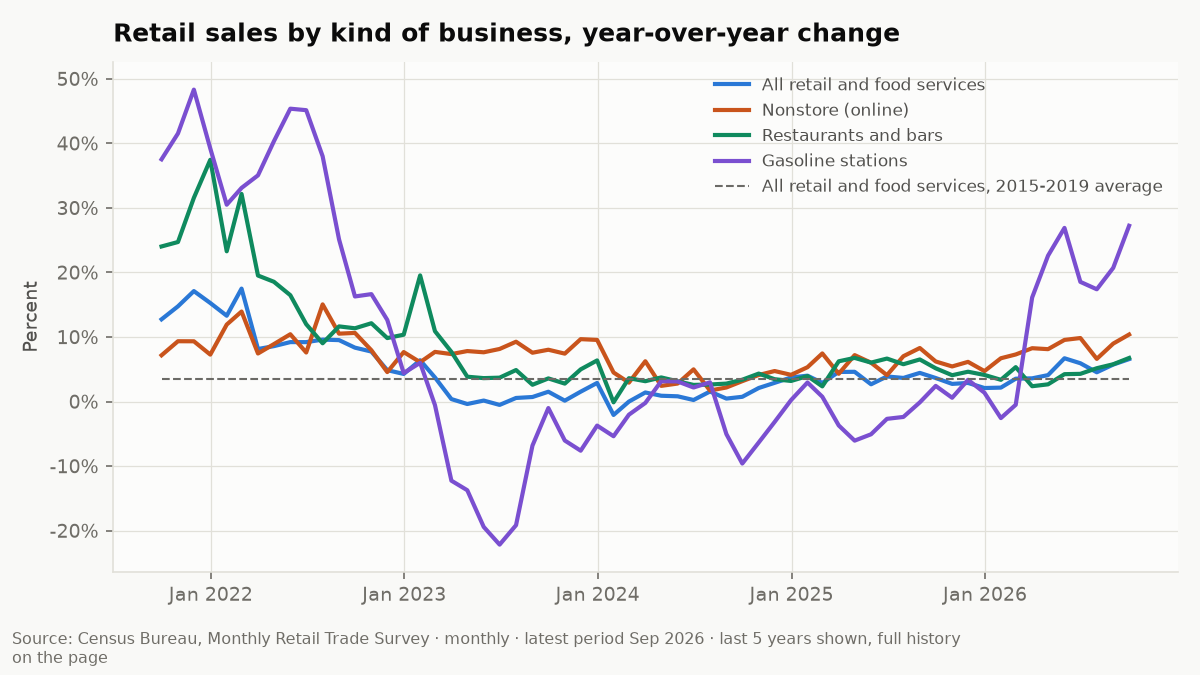 Retail sales by kind of business, year-over-year change
All retail and food services
Nonstore (online)
Restaurants and bars
Gasoline stations
All retail and food services, 2015-2019 average
Percent
50%
40%
30%
20%
10%
0%
-10%
-20%
Jan 2022
Jan 2023
Jan 2024
Jan 2025
Jan 2026
Source: Census Bureau, Monthly Retail Trade Survey · monthly · latest period Sep 2026 · last 5 years shown, full history
on the page